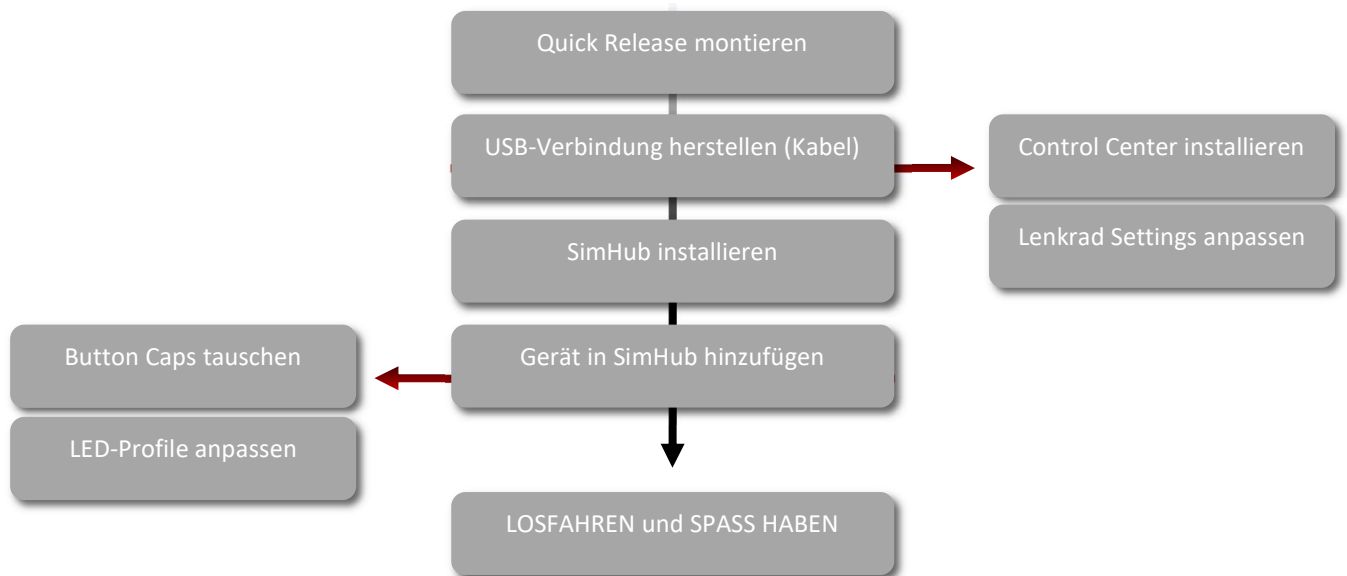 Quick Release montieren
USB-Verbindung herstellen (Kabel)
Control Center installieren
Lenkrad Settings anpassen
SimHub installieren
Gerät in SimHub hinzufügen
Button Caps tauschen
LED-Profile anpassen
LOSFAHREN und SPASS HABEN